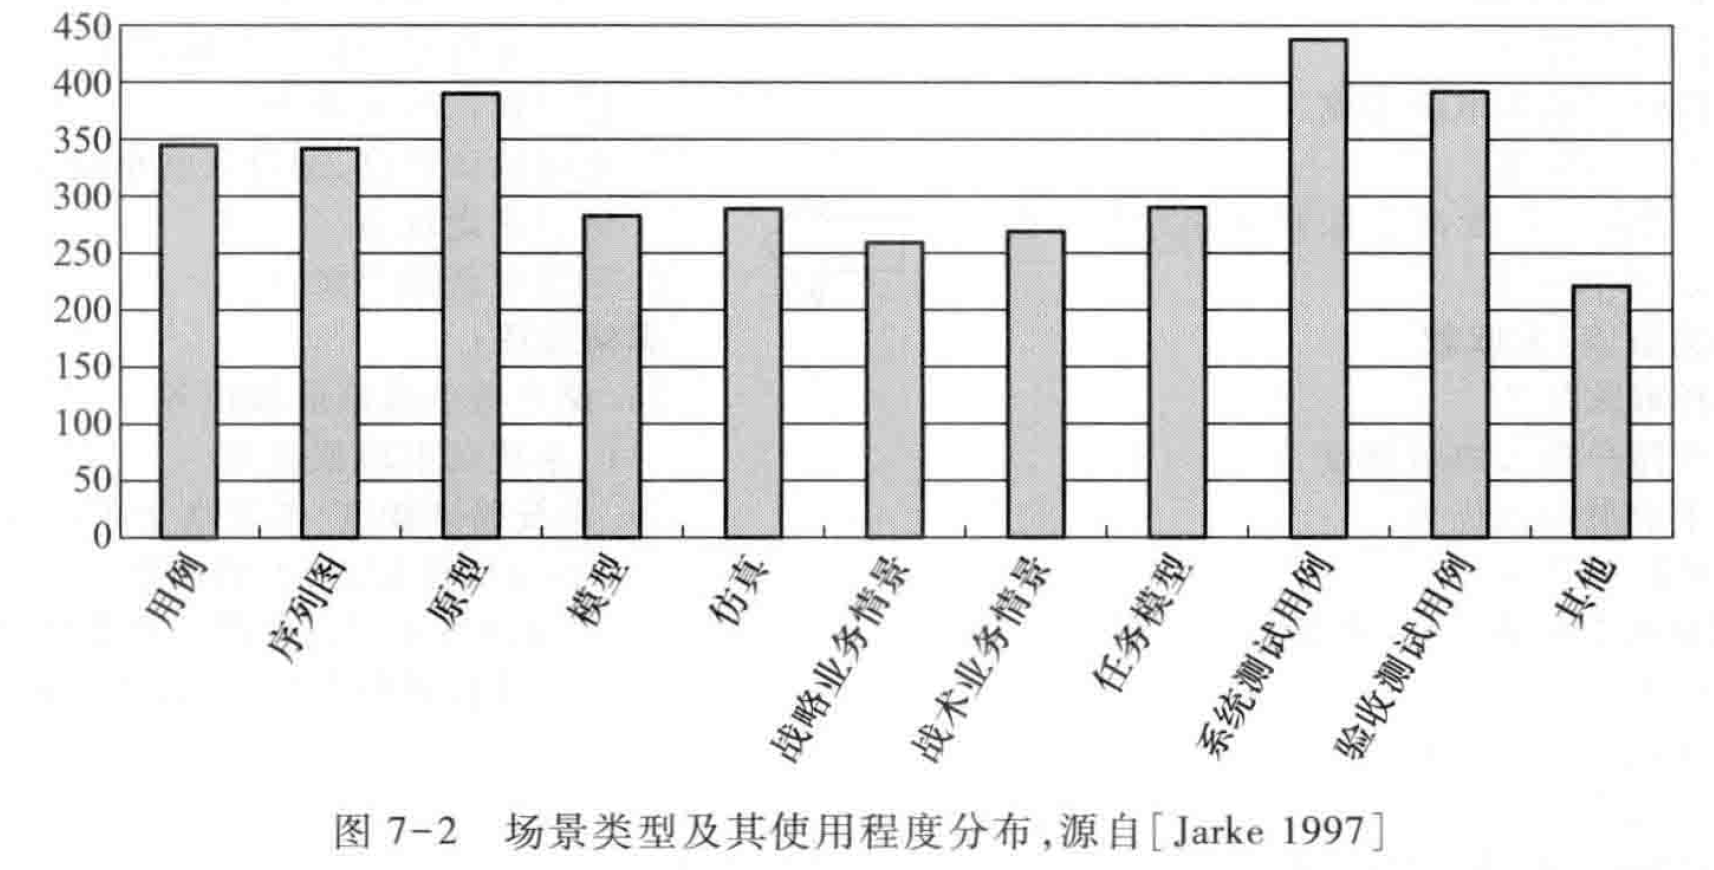 450
400
350
300
250
200
150
100
50
0
用例
序列图
原型
模型
仿真
战略业务情景
战术业务情景
任务模型
系统测试用例
验收测试用例
其他
图 7-2 场景类型及其使用程度分布,源自[Jarke 1997]